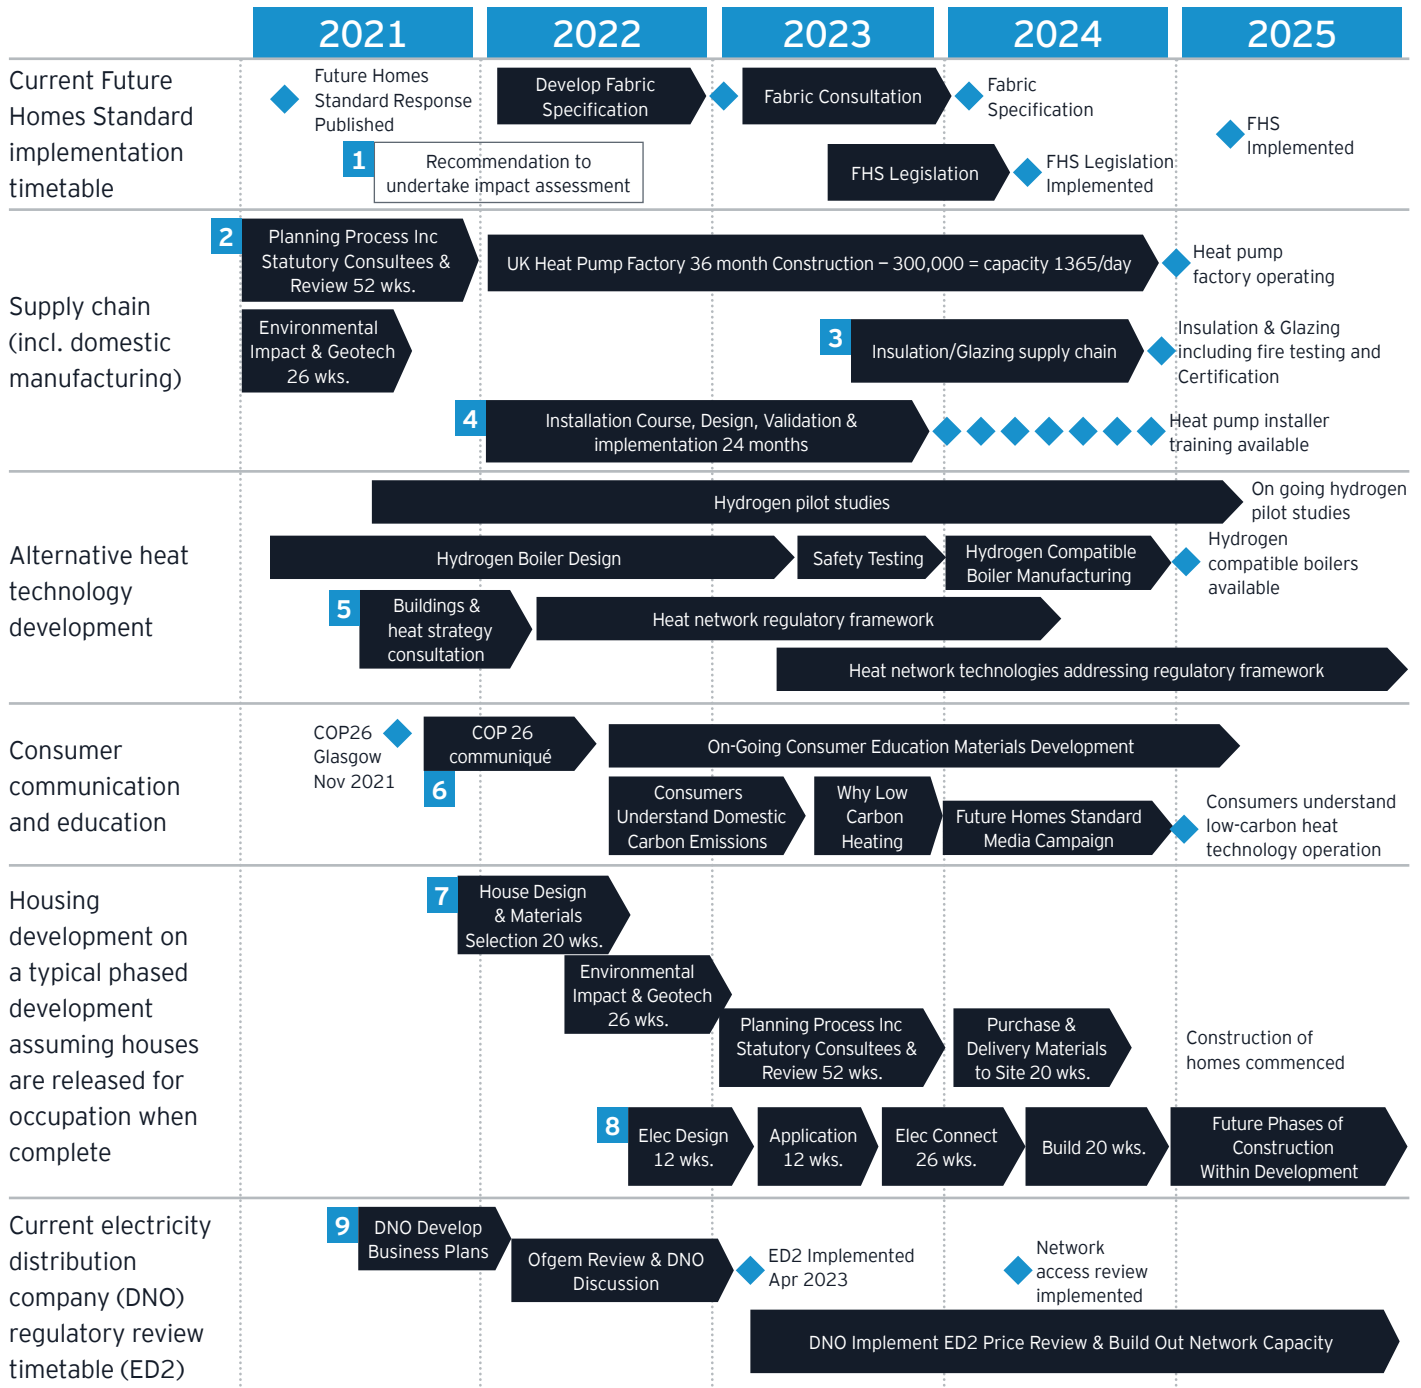 2021
2022
2023
2024
2025
Current Future
Homes Standard
implementation
timetable
Future Homes
Standard Response
Published
Develop Fabric
Specification
Fabric Consultation
Fabric
Specification
FHS
Implemented
1
Recommendation to
undertake impact assessment
FHS Legislation
FHS Legislation
Implemented
Supply chain
(incl. domestic
manufacturing)
2
Planning Process Inc
Statutory Consultees &
Review 52 wks.
UK Heat Pump Factory 36 month Construction – 300,000 = capacity 1365/day
Heat pump
factory operating
Environmental
Impact & Geotech
26 wks.
3
Insulation/Glazing supply chain
Insulation & Glazing
including fire testing and
Certification
4
Installation Course, Design, Validation &
implementation 24 months
Heat pump installer
training available
Alternative heat
technology
development
Hydrogen pilot studies
On going hydrogen
pilot studies
Hydrogen Boiler Design
Safety Testing
Hydrogen Compatible
Boiler Manufacturing
Hydrogen
compatible boilers
available
5
Buildings &
heat strategy
consultation
Heat network regulatory framework
Heat network technologies addressing regulatory framework
Consumer
communication
and education
COP26
Glasgow
Nov 2021
COP 26
communiqué
6
On-Going Consumer Education Materials Development
Consumers
Understand Domestic
Carbon Emissions
Why Low
Carbon
Heating
Future Homes Standard
Media Campaign
Consumers understand
low-carbon heat
technology operation
Housing
development on
a typical phased
development
assuming houses
are released for
occupation when
complete
7
House Design
& Materials
Selection 20 wks.
Environmental
Impact & Geotech
26 wks.
Planning Process Inc
Statutory Consultees &
Review 52 wks.
Purchase &
Delivery Materials
to Site 20 wks.
Construction of
homes commenced
8
Elec Design
12 wks.
Application
12 wks.
Elec Connect
26 wks.
Build 20 wks.
Future Phases of
Construction
Within Development
Current electricity
distribution
company (DNO)
regulatory review
timetable (ED2)
9
DNO Develop
Business Plans
Ofgem Review & DNO
Discussion
ED2 Implemented
Apr 2023
Network
access review
implemented
DNO Implement ED2 Price Review & Build Out Network Capacity